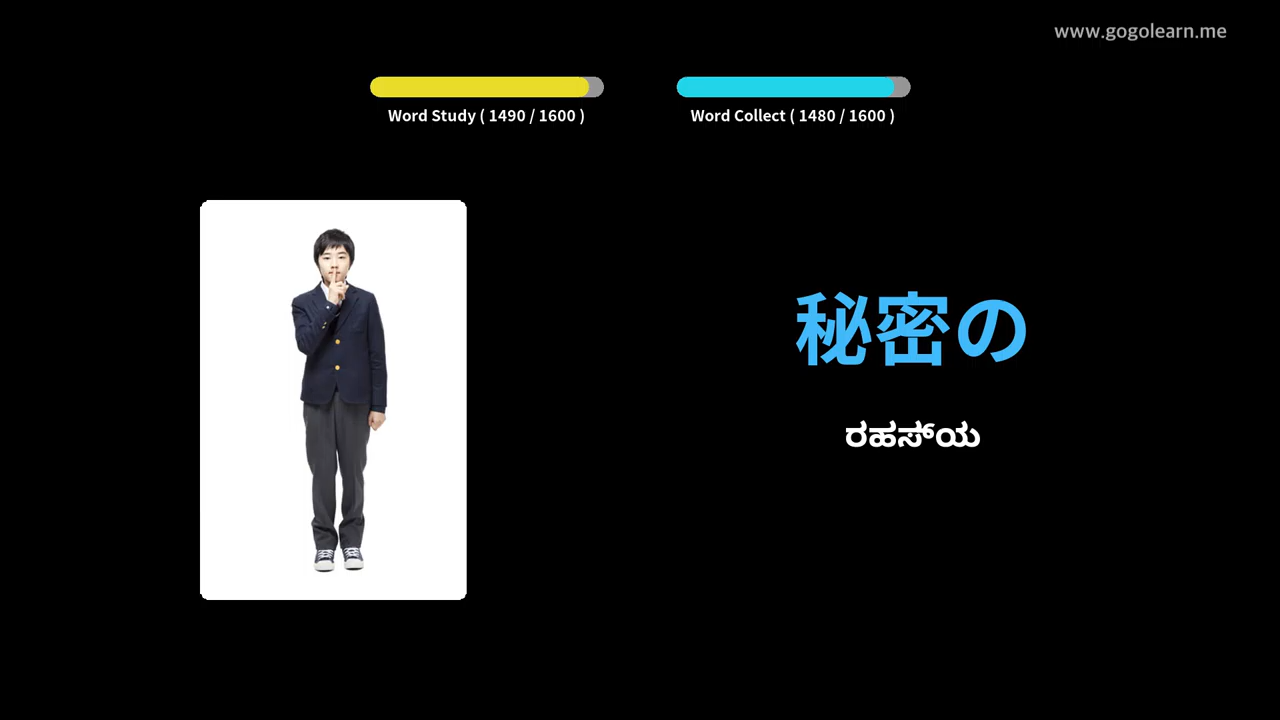 www.gogolearn.me
Word Study ( 1490 / 1600 )
Word Collect ( 1480 / 1600 )
秘密の
ರಹಸ್‌ಯ